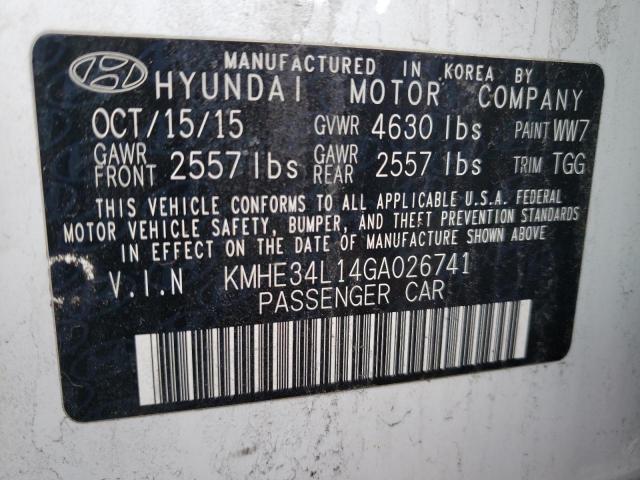 MANUFACTURED IN KOREA BY
HYUNDAI MOTOR COMPANY
OCT/15/15 GVWR 4630 lbs PAINT WW7
GAWR FRONT 2557 lbs GAWR REAR 2557 lbs TRIM TGG
THIS VEHICLE CONFORMS TO ALL APPLICABLE U.S.A. FEDERAL
MOTOR VEHICLE SAFETY, BUMPER, AND THEFT PREVENTION STANDARDS
IN EFFECT ON THE DATE OF MANUFACTURE SHOWN ABOVE.
V.I.N KMHE34L14GA026741
PASSENGER CAR